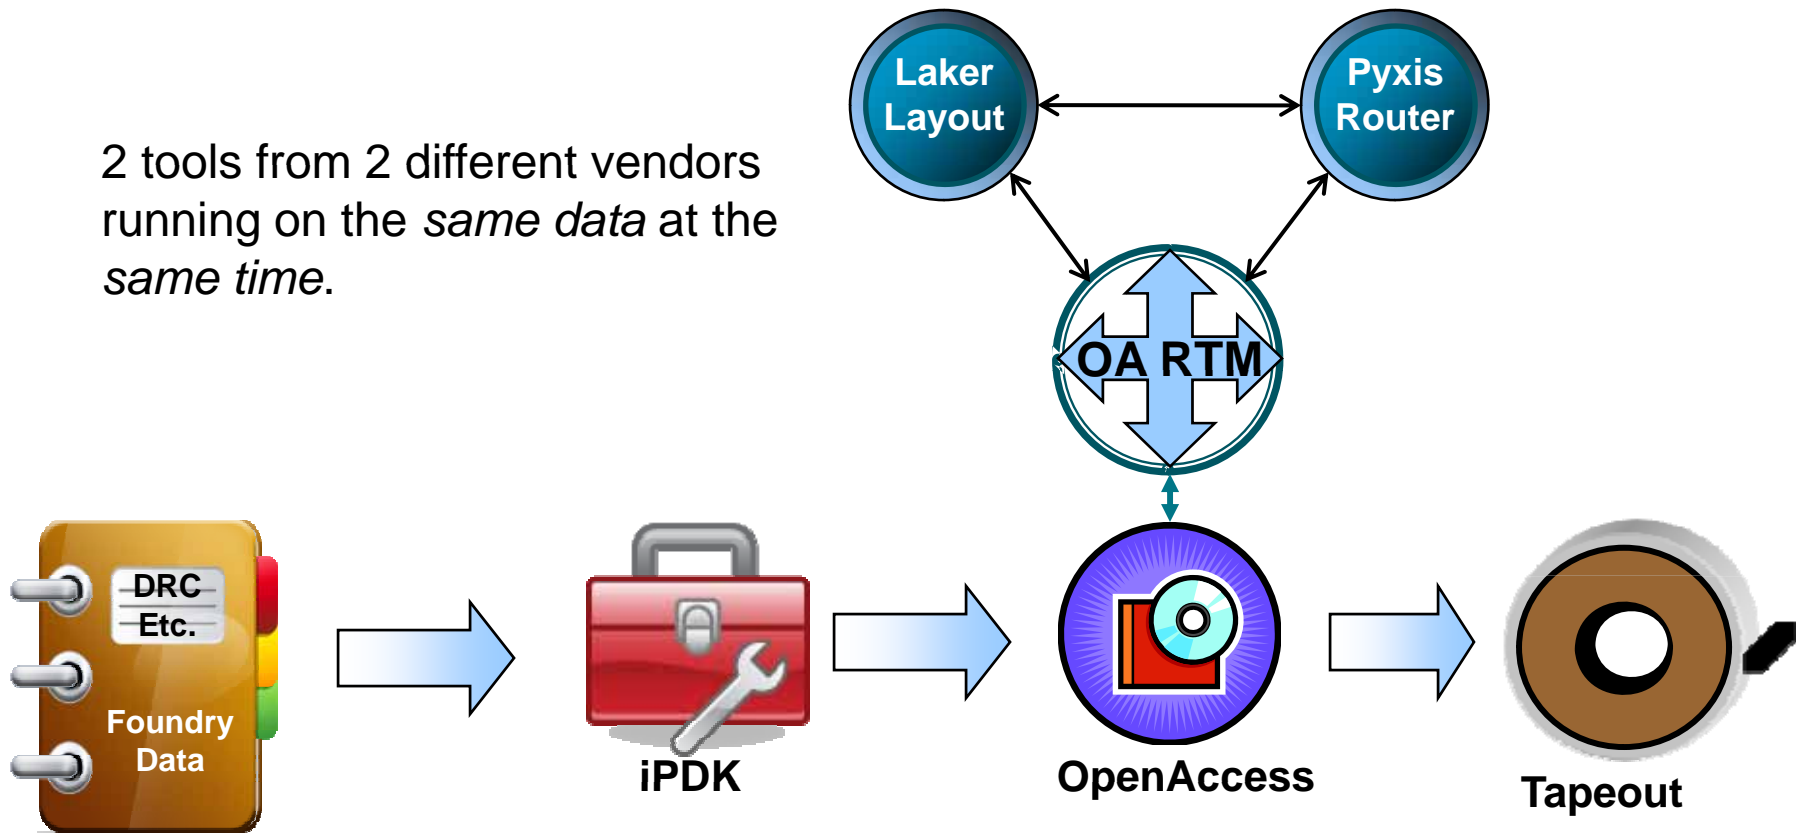 Laker
Layout
Pyxis
Router
2 tools from 2 different vendors
running on the same data at the
same time.
OA RTM
DRC
Etc.
Foundry
Data
iPDK
OpenAccess
Tapeout